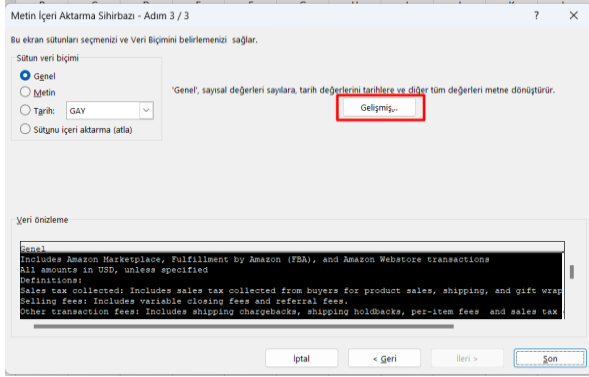 Metin İçeri Aktarma Sihirbazı - Adım 3 / 3
?
Bu ekran sütunları seçmenizi ve Veri Biçimini belirlemenizi sağlar.
Sütun veri biçimi
Genel
Metin
Tarih: GAY
Sütunu içeri aktarma (atla)
'Genel', sayısal değerleri sayılara, tarih değerlerini tarihlere ve diğer tüm değerleri metne dönüştürür.
Gelişmiş...
Veri önizleme
Genel
Includes Amazon Marketplace, Fulfillment by Amazon (FBA), and Amazon Webstore transactions
All amounts in USD, unless specified
Definitions:
Sales tax collected: Includes sales tax collected from buyers for product sales, shipping, and gift wrap
Selling fees: Includes variable closing fees and referral fees.
Other transaction fees: Includes shipping chargebacks, shipping holdbacks, per-item fees and sales tax
İptal
< Geri
İleri >
Son